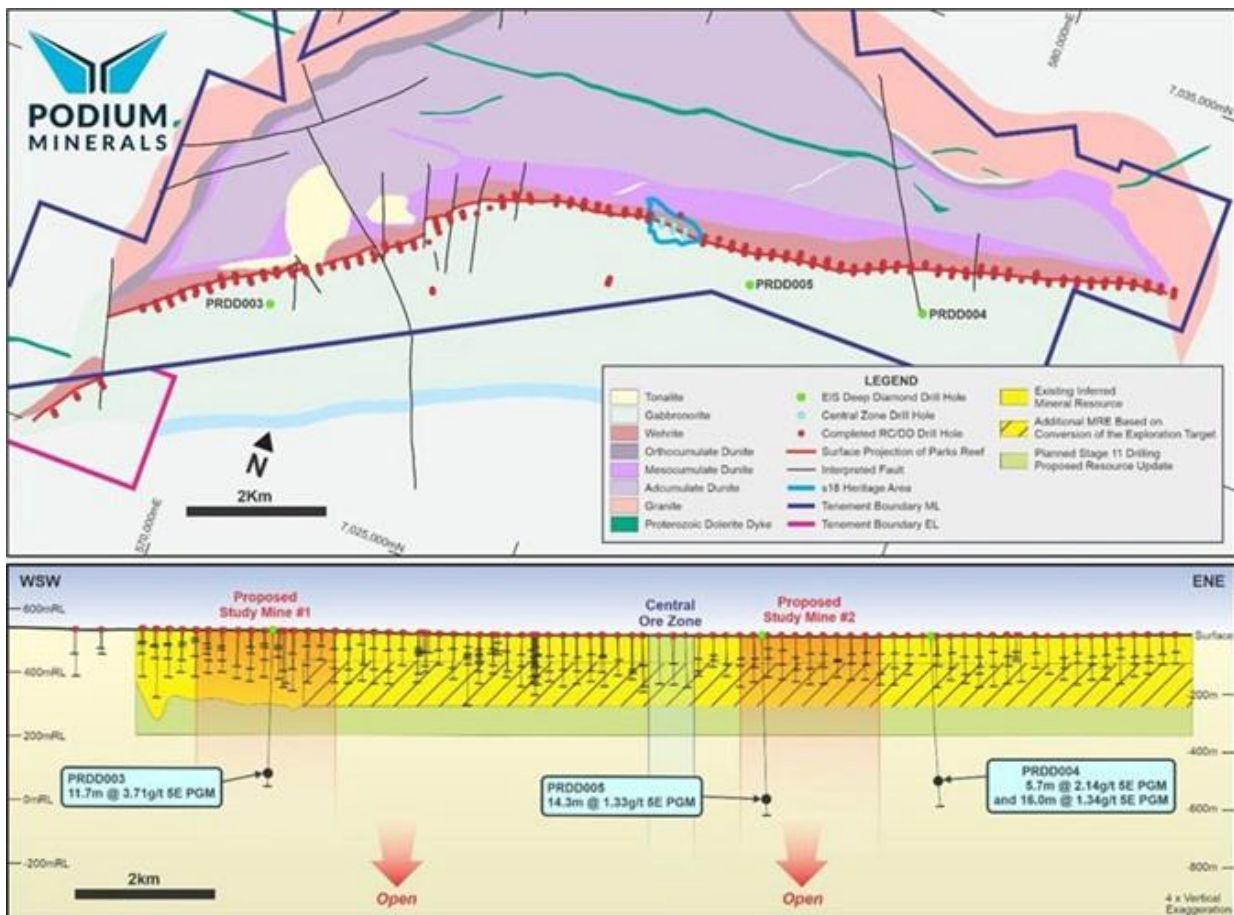 PODIUM
MINERALS
580,000mE
7,035,000mN
PRDD003
PRDD005
PRDD004
N
2Km
570,000mE
7,025,000mN
LEGEND
Tonalite
Gabbronorite
Wehrlite
Orthocumulate Dunite
Mesocumulate Dunite
Adcumulate Dunite
Granite
Proterozoic Dolerite Dyke
EIS Deep Diamond Drill Hole
Central Zone Drill Hole
Completed RC/DD Drill Hole
Surface Projection of Parks Reef
Interpreted Fault
s18 Heritage Area
Tenement Boundary ML
Tenement Boundary EL
Existing Inferred
Mineral Resource
Additional MRE Based on
Conversion of the Exploration Target
Planned Stage 11 Drilling
Proposed Resource Update
WSW
ENE
600mRL
400mRL
200mRL
0mRL
-200mRL
Proposed
Study Mine #1
Central
Ore Zone
Proposed
Study Mine #2
Surface
-200m
-400m
-600m
-800m
PRDD003
11.7m @ 3.71g/t 5E PGM
PRDD005
14.3m @ 1.33g/t 5E PGM
PRDD004
5.7m @ 2.14g/t 5E PGM
and 16.0m @ 1.34g/t 5E PGM
2km
Open
Open
4 x Vertical
Exaggeration